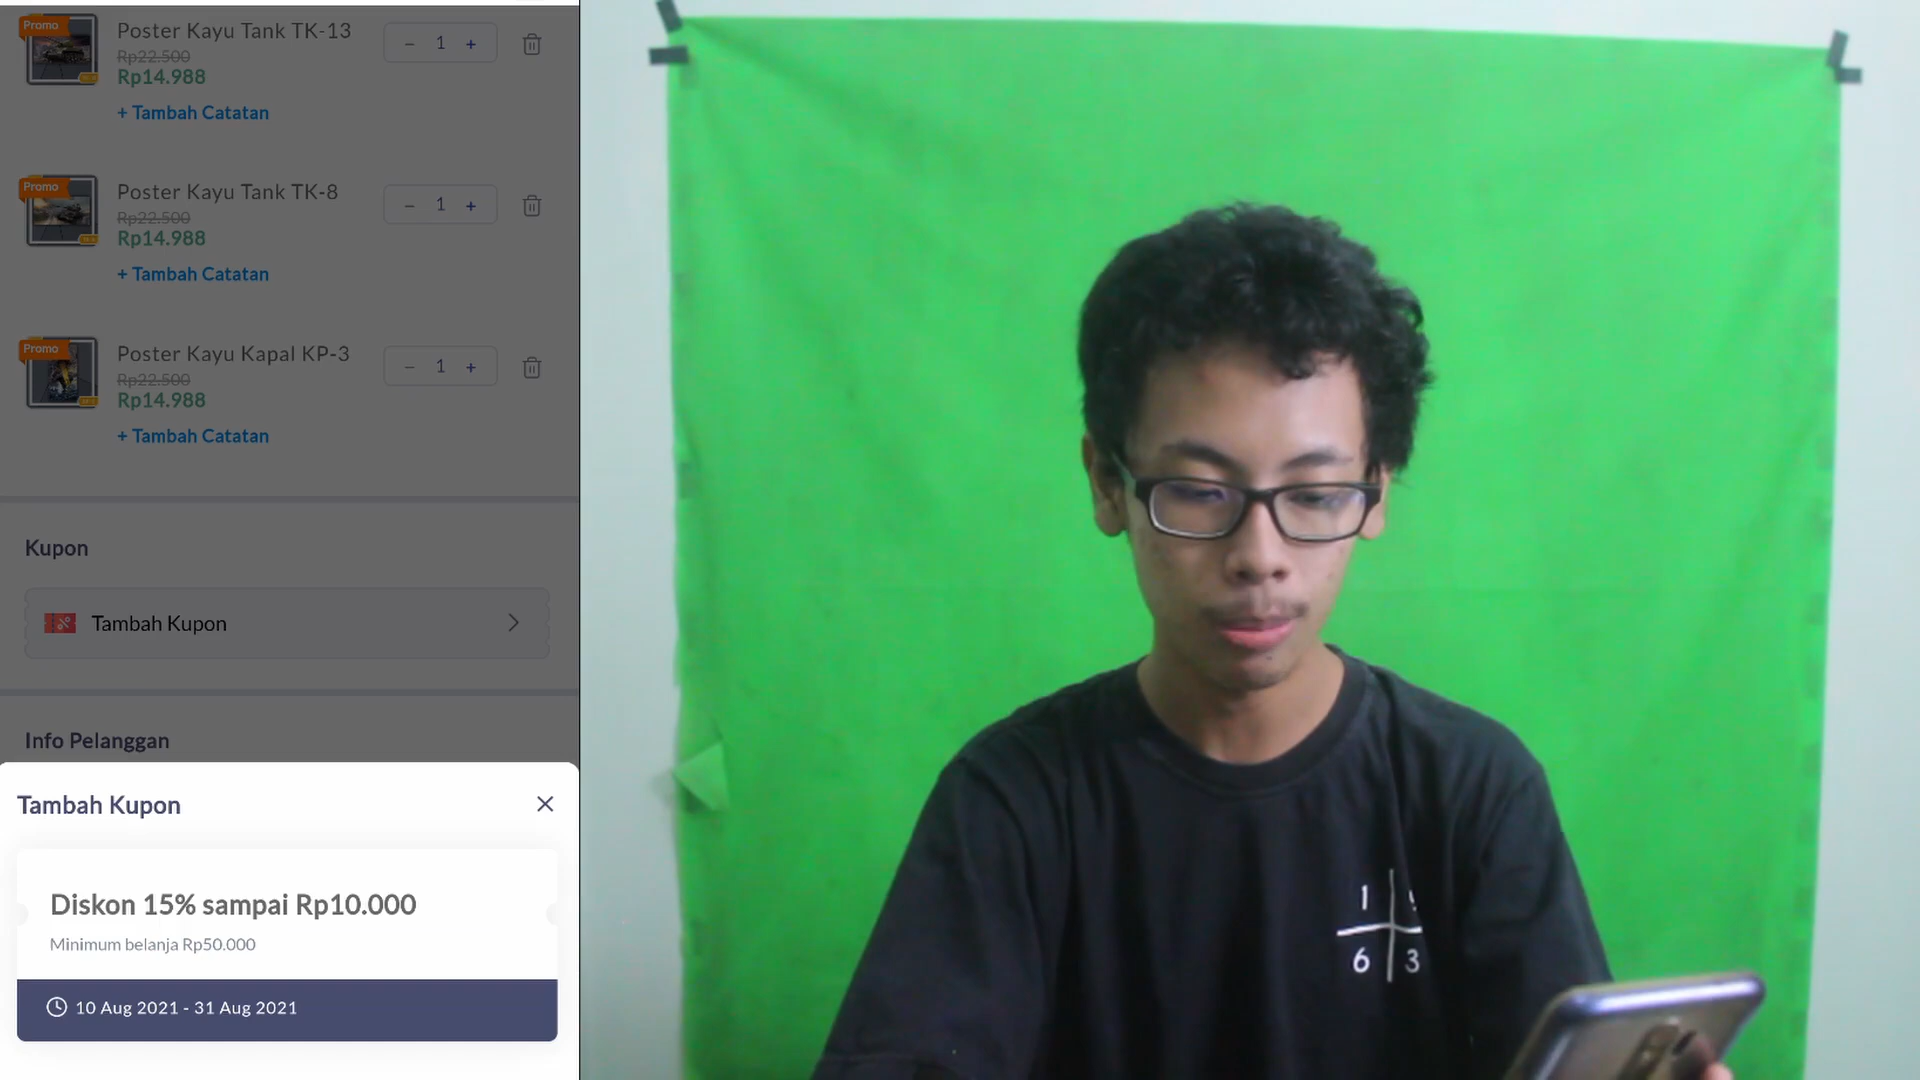 Promo
Poster Kayu Tank TK-13
Rp22.500
Rp14.988
− 1 +
+ Tambah Catatan
Promo
Poster Kayu Tank TK-8
Rp22.500
Rp14.988
− 1 +
+ Tambah Catatan
Promo
Poster Kayu Kapal KP-3
Rp22.500
Rp14.988
− 1 +
+ Tambah Catatan
Kupon
Tambah Kupon
Info Pelanggan
Tambah Kupon
Diskon 15% sampai Rp10.000
Minimum belanja Rp50.000
10 Aug 2021 - 31 Aug 2021
1
6 3